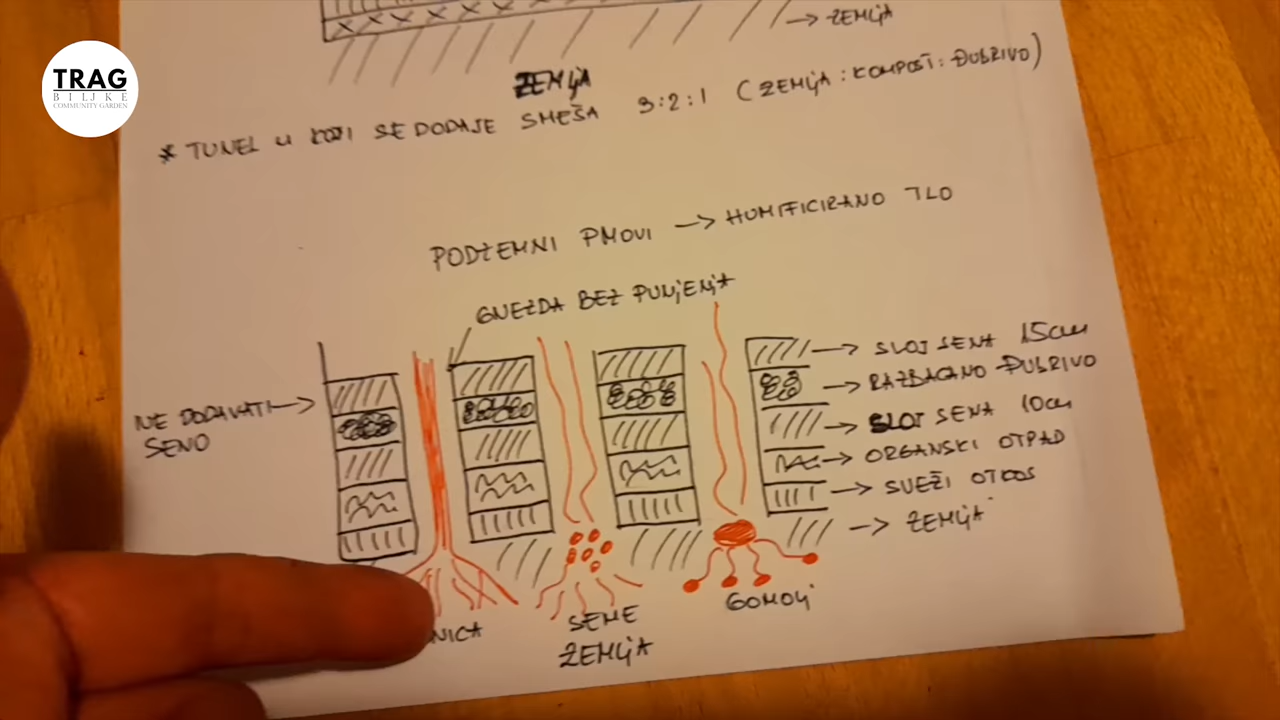 TRAG
BILJKE
COMMUNITY GARDEN
→ ZEMLJA
ZEMLJA
* TUNEL U KOJI SE DODAJE SMEŠA 3:2:1 (ZEMLJA : KOMPOST : ĐUBRIVO)
PODZEMNI PMOVI → HUMIFICIRANO TLO
GNEZDA BEZ PUNJENJA
NE DODAVATI →
SENO
→ SLOJ SENA 15cm
→ RAZBACANO ĐUBRIVO
→ SLOJ SENA 10cm
→ ORGANSKI OTPAD
→ SVEŽI OTKOS
→ ZEMLJA
NICA
SEME
ZEMLJA
GOMOLJ